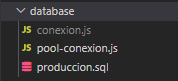 database
JS conexion.js
JS pool-conexion.js
produccion.sql